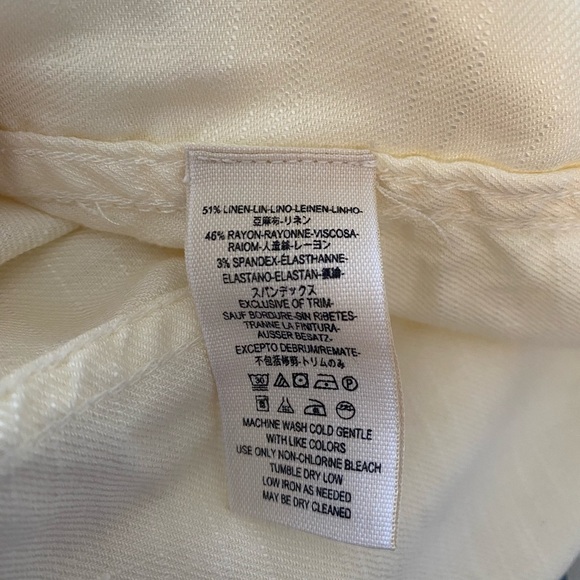 51% LINEN-LIN-LINO-LEINEN-LINHO-
亞麻布-リネン
46% RAYON-RAYONNE-VISCOSA-
RAIOM-人造絲-レーヨン
3% SPANDEX-ÉLASTHANNE-
ELASTANO-ELASTAN-
スパンデックス
EXCLUSIVE OF TRIM-
SAUF BORDURE-SIN RIBETES-
TRANNE LA FINITURA-
AUSSER BESATZ-
EXCEPTO DEBRUM/REMATE-
不包括修飾-トリムのみ
MACHINE WASH COLD GENTLE
WITH LIKE COLORS
USE ONLY NON-CHLORINE BLEACH
TUMBLE DRY LOW
LOW IRON AS NEEDED
MAY BE DRY CLEANED